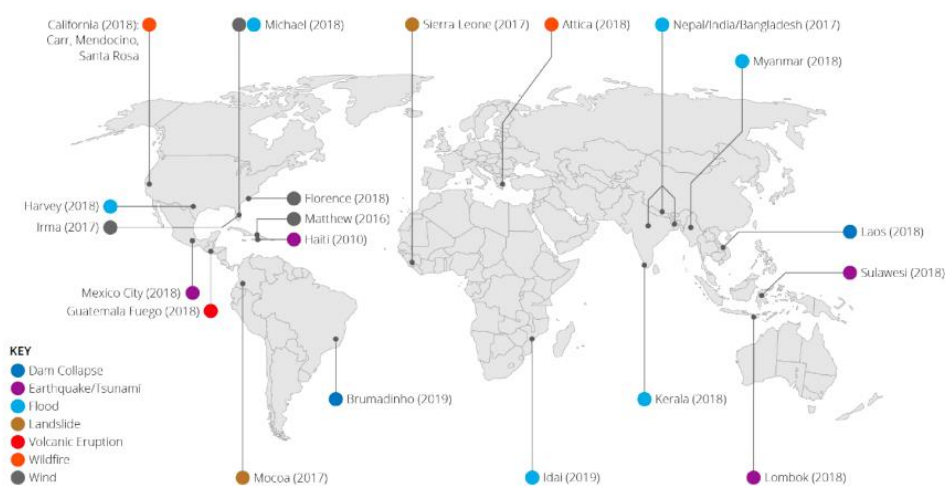 California (2018):
Carr, Mendocino,
Santa Rosa
Michael (2018)
Sierra Leone (2017)
Attica (2018)
Nepal/India/Bangladesh (2017)
Myanmar (2018)
Harvey (2018)
Irma (2017)
Florence (2018)
Matthew (2016)
Haiti (2010)
Laos (2018)
Sulawesi (2018)
Mexico City (2018)
Guatemala Fuego (2018)
KEY
Dam Collapse
Earthquake/Tsunami
Flood
Landslide
Volcanic Eruption
Wildfire
Wind
Brumadinho (2019)
Kerala (2018)
Mocoa (2017)
Idai (2019)
Lombok (2018)